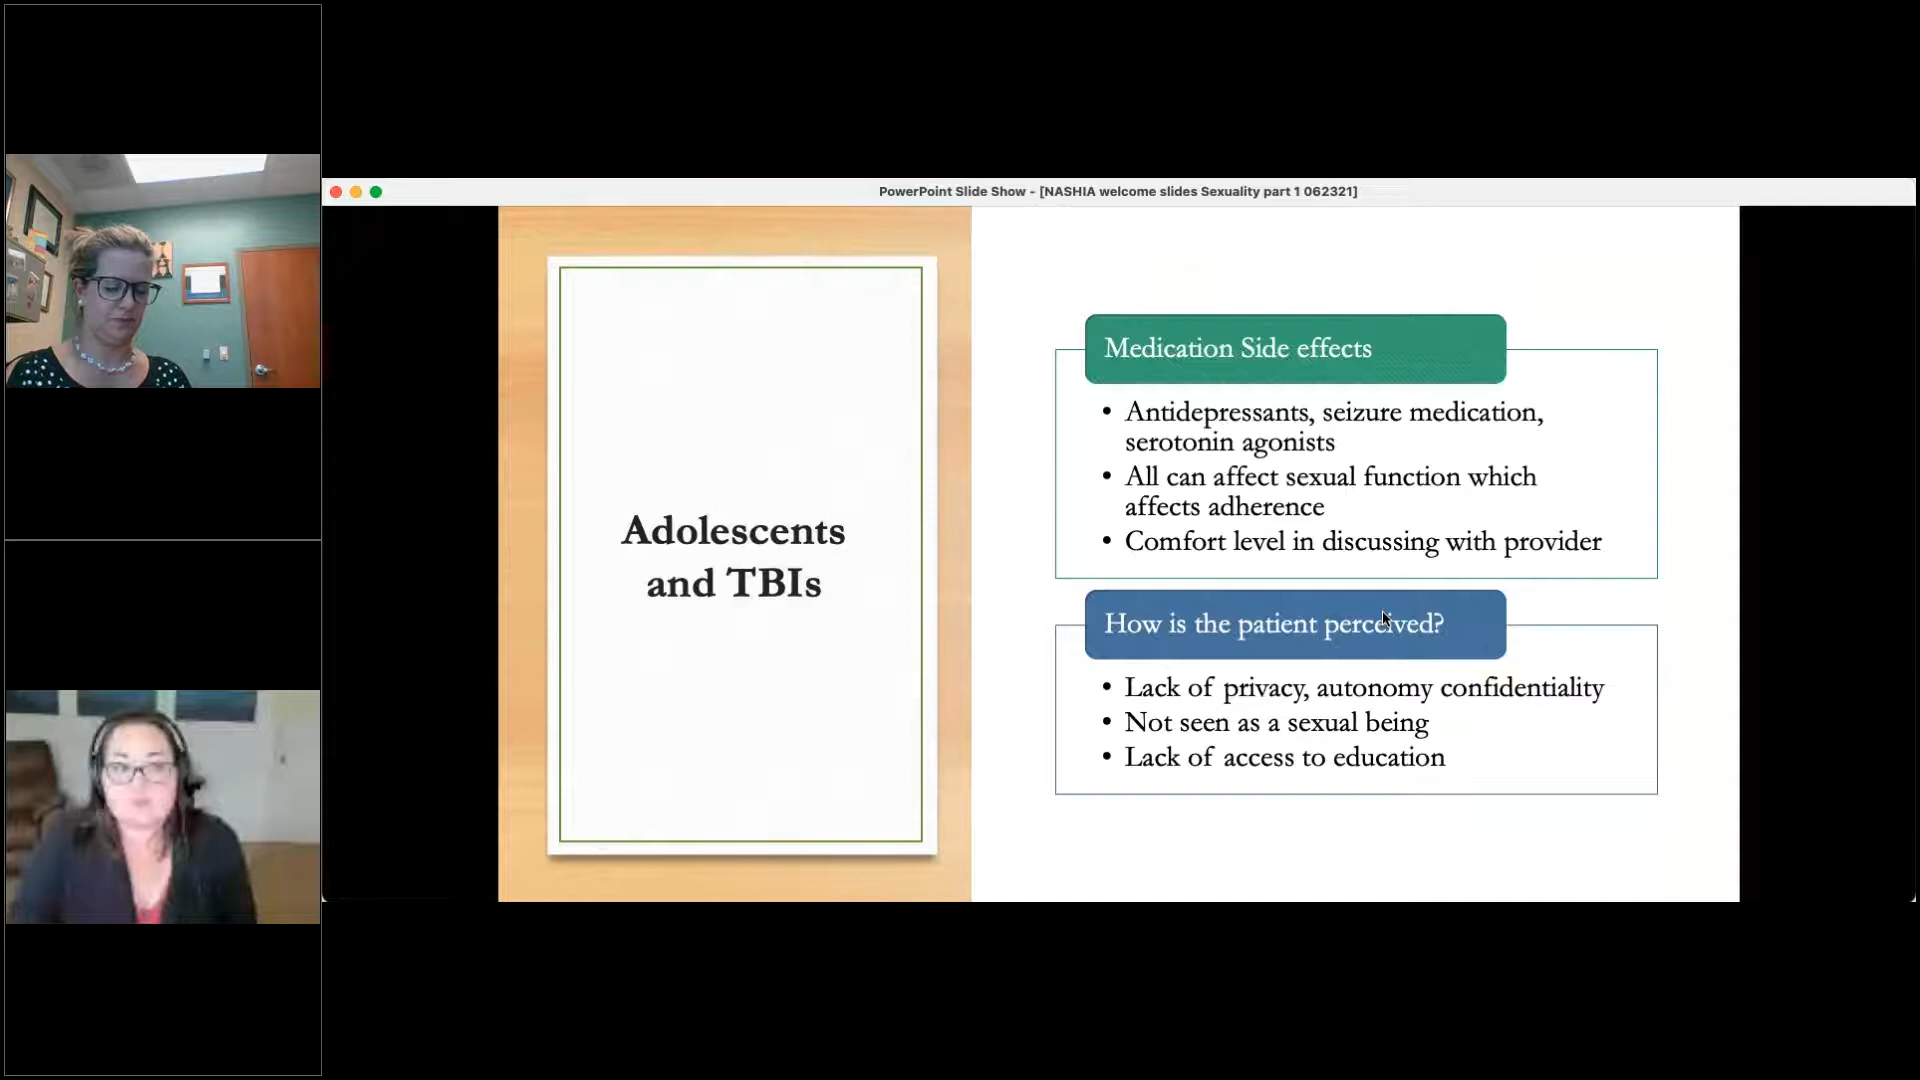 PowerPoint Slide Show - [NASHIA welcome slides Sexuality part 1 062321]
Adolescents
and TBIs
Medication Side effects
• Antidepressants, seizure medication,
serotonin agonists
• All can affect sexual function which
affects adherence
• Comfort level in discussing with provider
How is the patient perceived?
• Lack of privacy, autonomy confidentiality
• Not seen as a sexual being
• Lack of access to education